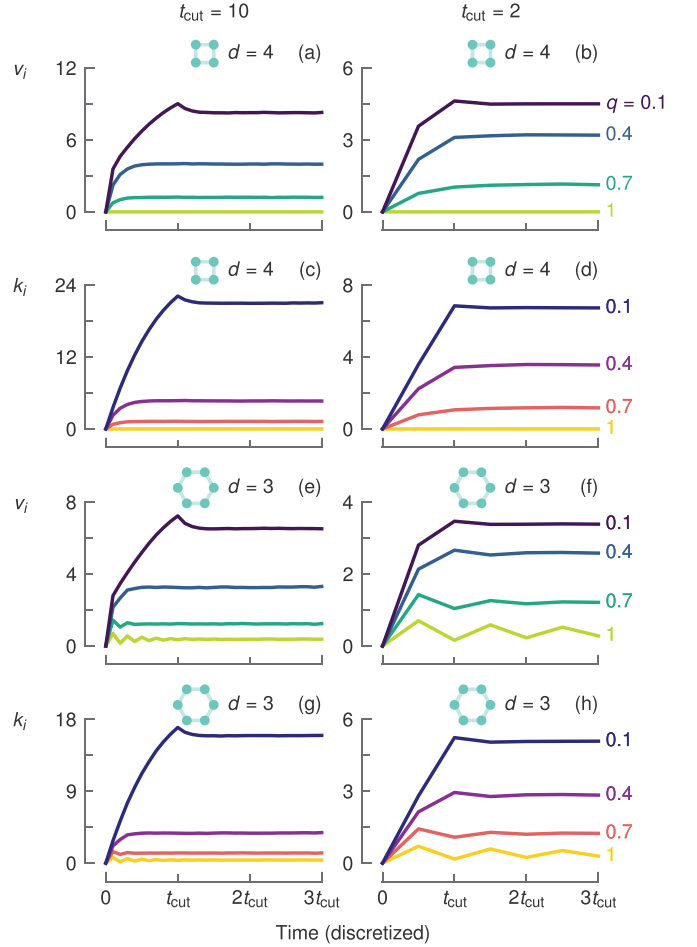 t_cut = 10 t_cut = 2
d = 4 (a) d = 4 (b)
v_i 12 6
q = 0.1
6 3 0.4
0.7
0 0 1
d = 4 (c) d = 4 (d)
k_i 24 8
0.1
12 4 0.4
0.7
0 0 1
d = 3 (e) d = 3 (f)
v_i 8 4
0.1
4 2 0.4
0.7
0 0 1
d = 3 (g) d = 3 (h)
k_i 18 6
0.1
9 3 0.4
0.7
0 0 1
0 t_cut 2t_cut 3t_cut 0 t_cut 2t_cut 3t_cut
Time (discretized)